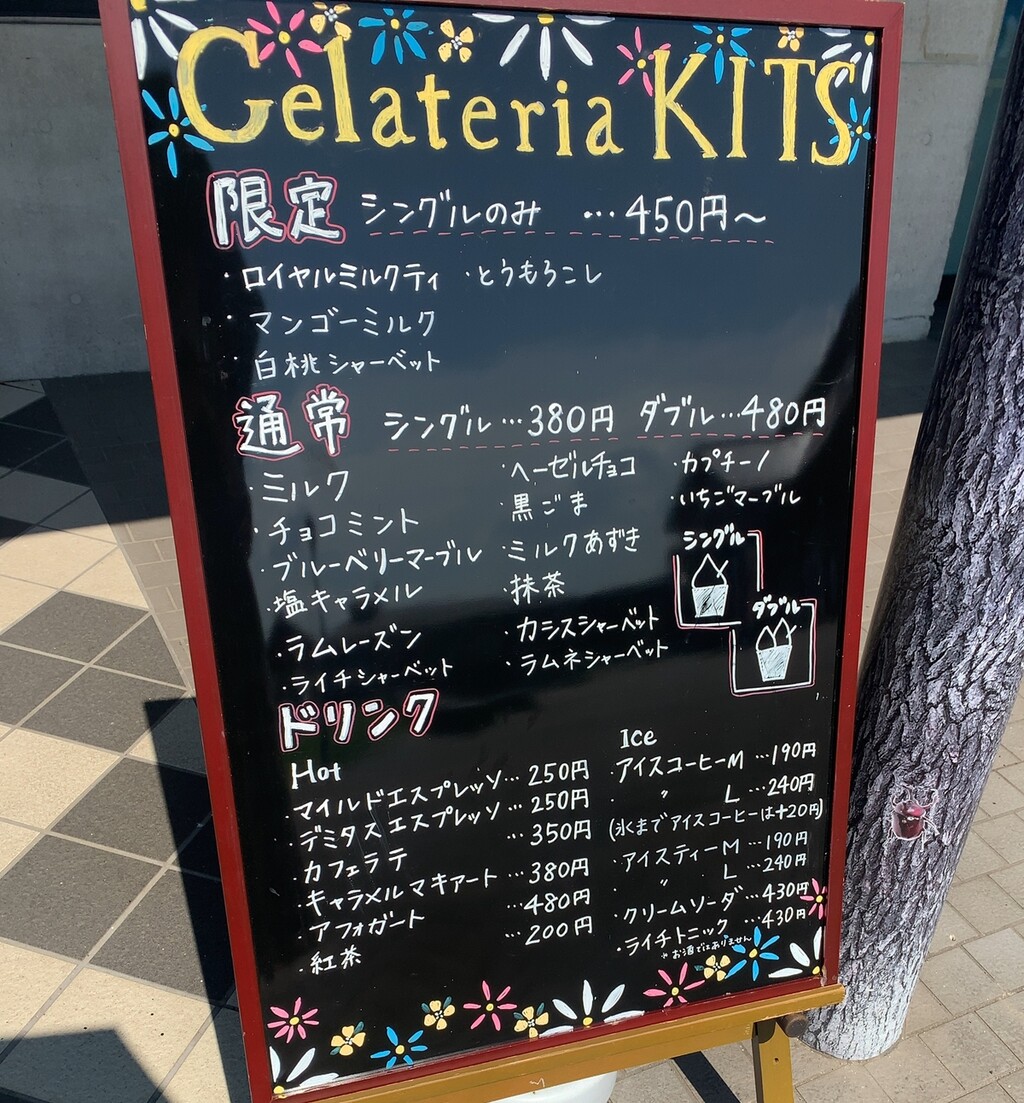 Gelateria KITS
限定 シングルのみ …450円～
・ロイヤルミルクティ ・とうもろこし
・マンゴーミルク
・白桃シャーベット
通常 シングル…380円 ダブル…480円
・ミルク
・チョコミント
・ブルーベリーマーブル
・塩キャラメル
・ラムレーズン
・ライチシャーベット
・ヘーゼルチョコ
・黒ごま
・ミルクあずき
・抹茶
・カシスシャーベット
・ラムネシャーベット
・カプチーノ
・いちごマーブル
シングル
ダブル
ドリンク
Hot
・マイルドエスプレッソ…250円
・デミタスエスプレッソ…250円
・カフェラテ …350円
・キャラメルマキアート…380円
・アフォガート …480円
・紅茶 …200円
Ice
・アイスコーヒーM …190円
・ 〃 L …240円
(氷までアイスコーヒーは+20円)
・アイスティーM …190円
〃 L …240円
・クリームソーダ …430円
・ライチトニック …430円
※お酒ではありません